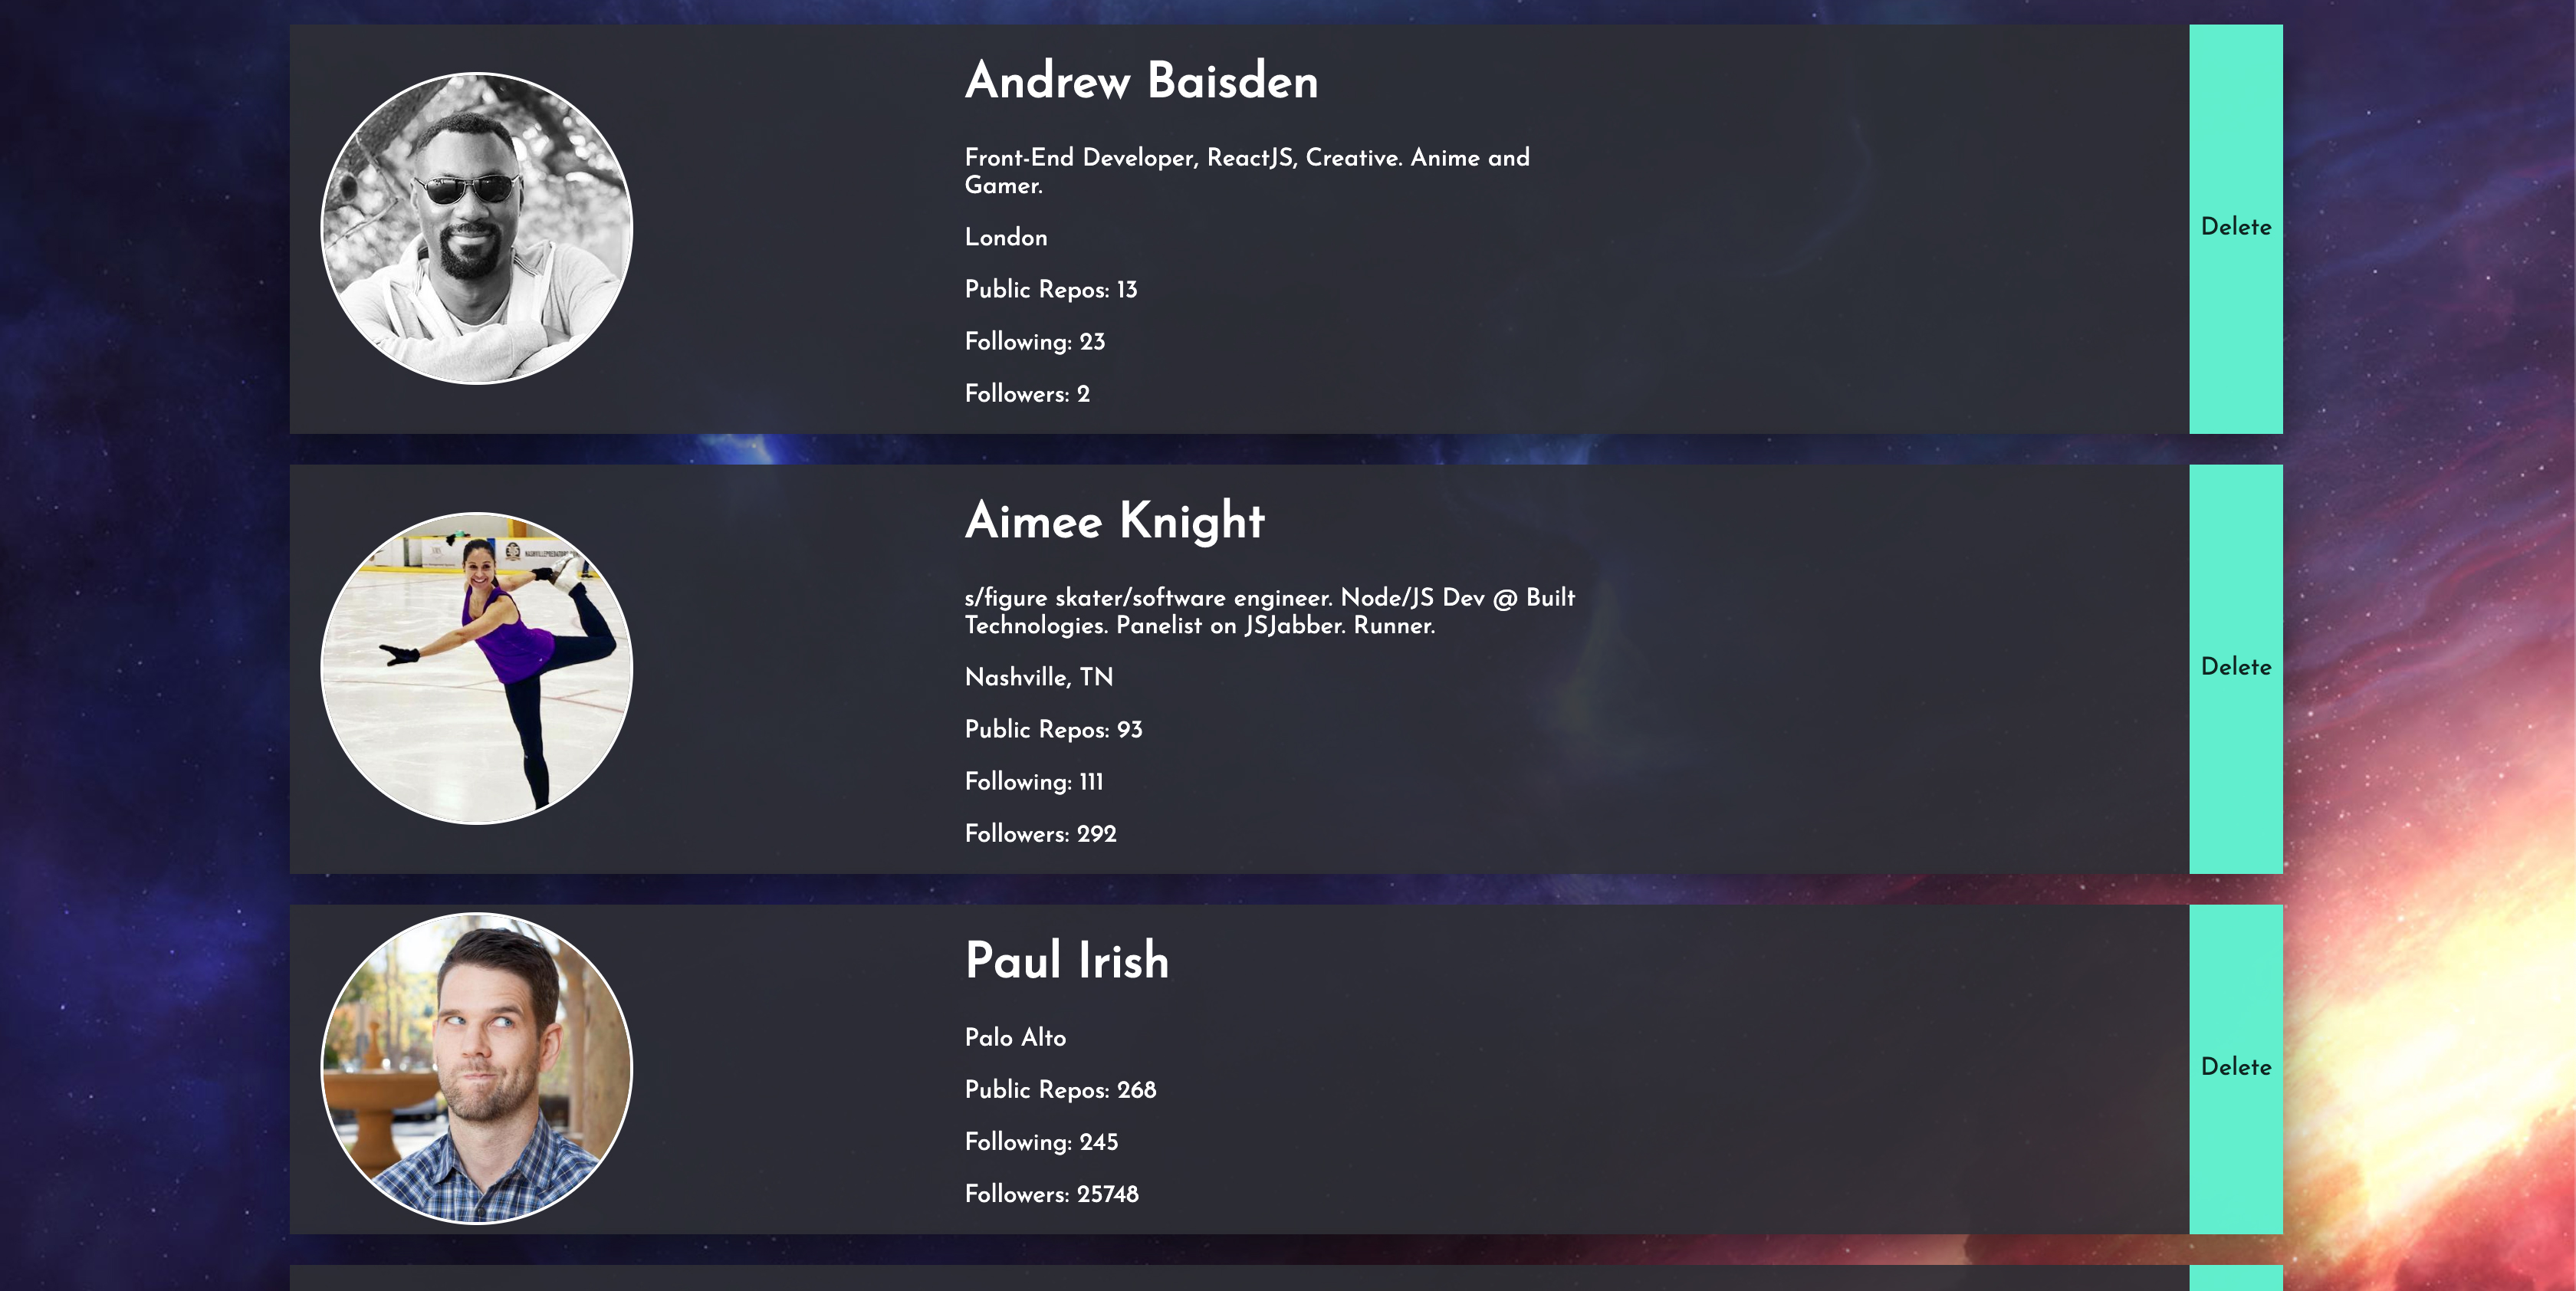 Andrew Baisden
Front-End Developer, ReactJS, Creative. Anime and
Gamer.
London
Public Repos: 13
Following: 23
Followers: 2
Delete
Aimee Knight
s/figure skater/software engineer. Node/JS Dev @ Built
Technologies. Panelist on JSJabber. Runner.
Nashville, TN
Public Repos: 93
Following: 111
Followers: 292
Delete
Paul Irish
Palo Alto
Public Repos: 268
Following: 245
Followers: 25748
Delete